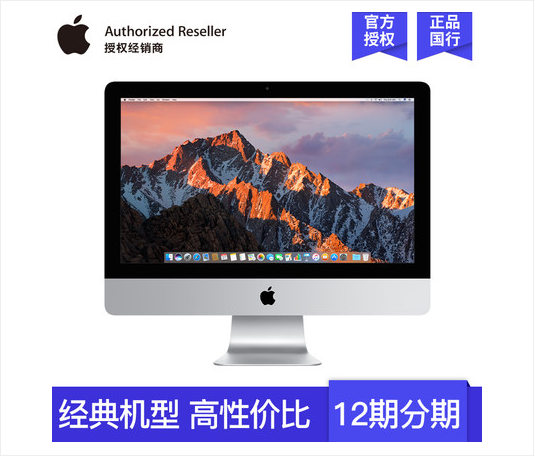 Authorized Reseller
授权经销商
官方
授权
正品
国行
经典机型 高性价比
12期分期